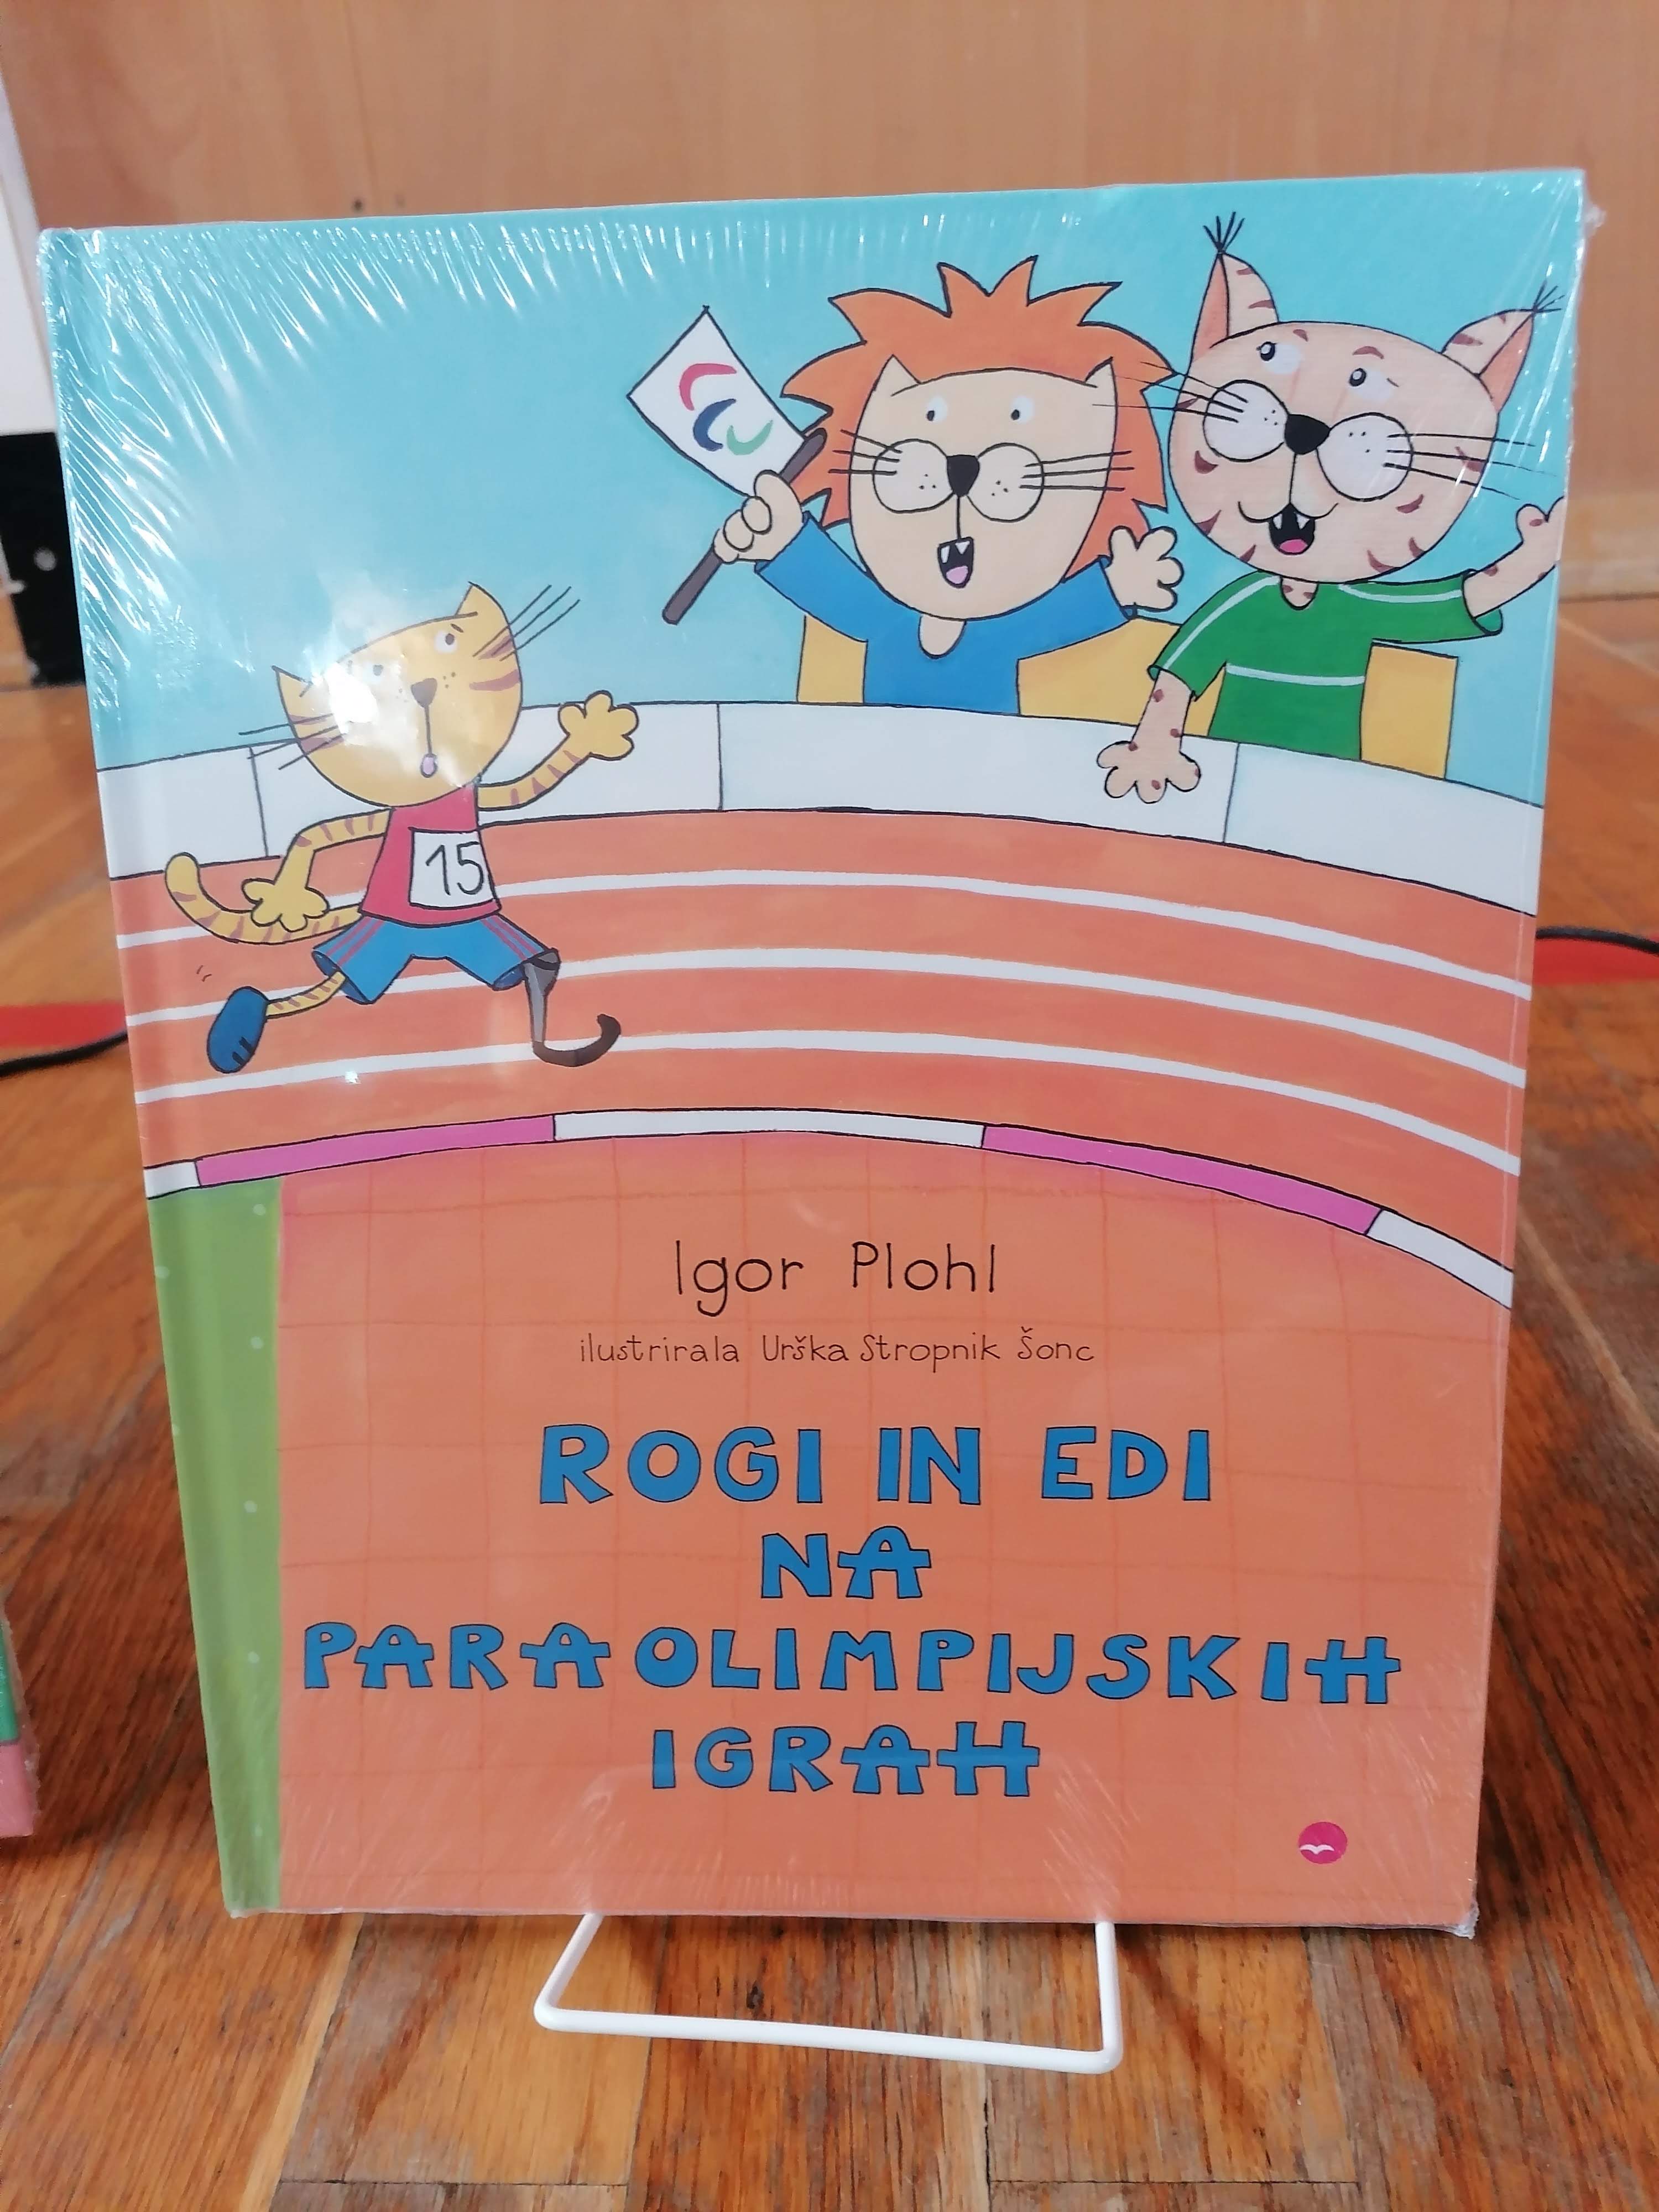 15
Igor Plohl
ilustrirala Urška Stropnik Šonc
ROGI IN EDI
NA
PARAOLIMPIJSKIH
IGRAH